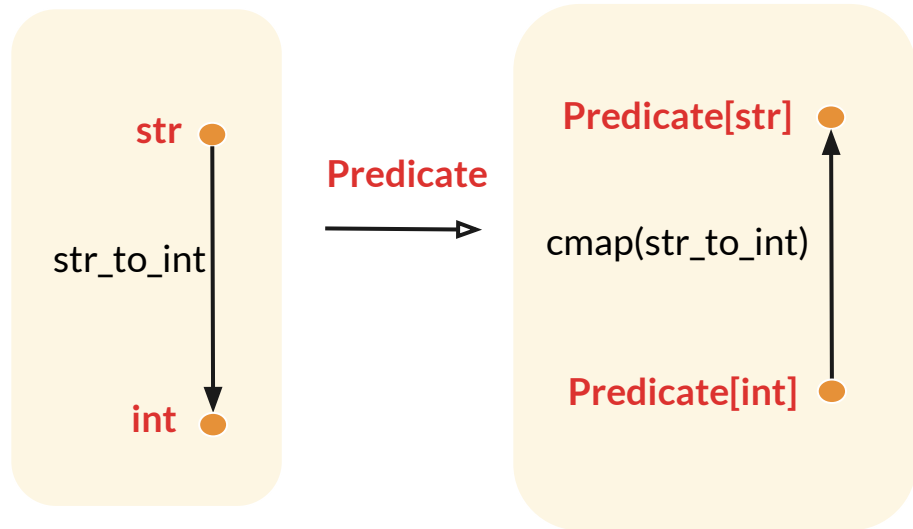 str
str_to_int
int
Predicate
Predicate[str]
cmap(str_to_int)
Predicate[int]